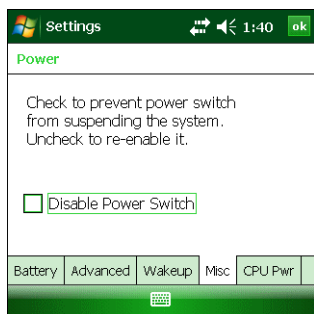 Settings 1:40 ok
Power
Check to prevent power switch
from suspending the system.
Uncheck to re-enable it.
Disable Power Switch
Battery Advanced Wakeup Misc CPU Pwr